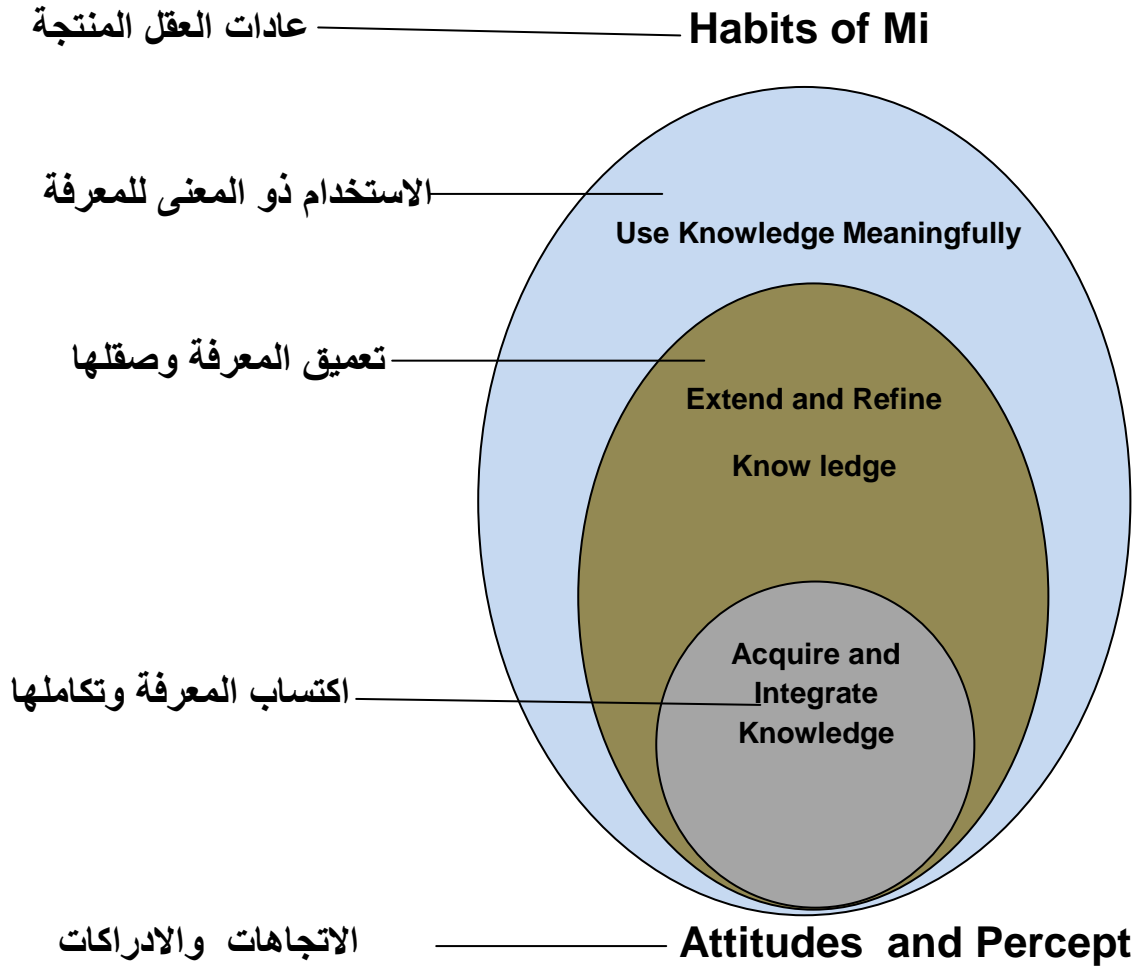 عادات العقل المنتجة
Habits of Mi
الاستخدام ذو المعنى للمعرفة
Use Knowledge Meaningfully
تعميق المعرفة وصقلها
Extend and Refine
Know ledge
اكتساب المعرفة وتكاملها
Acquire and
Integrate
Knowledge
الاتجاهات والادراكات
Attitudes and Percept